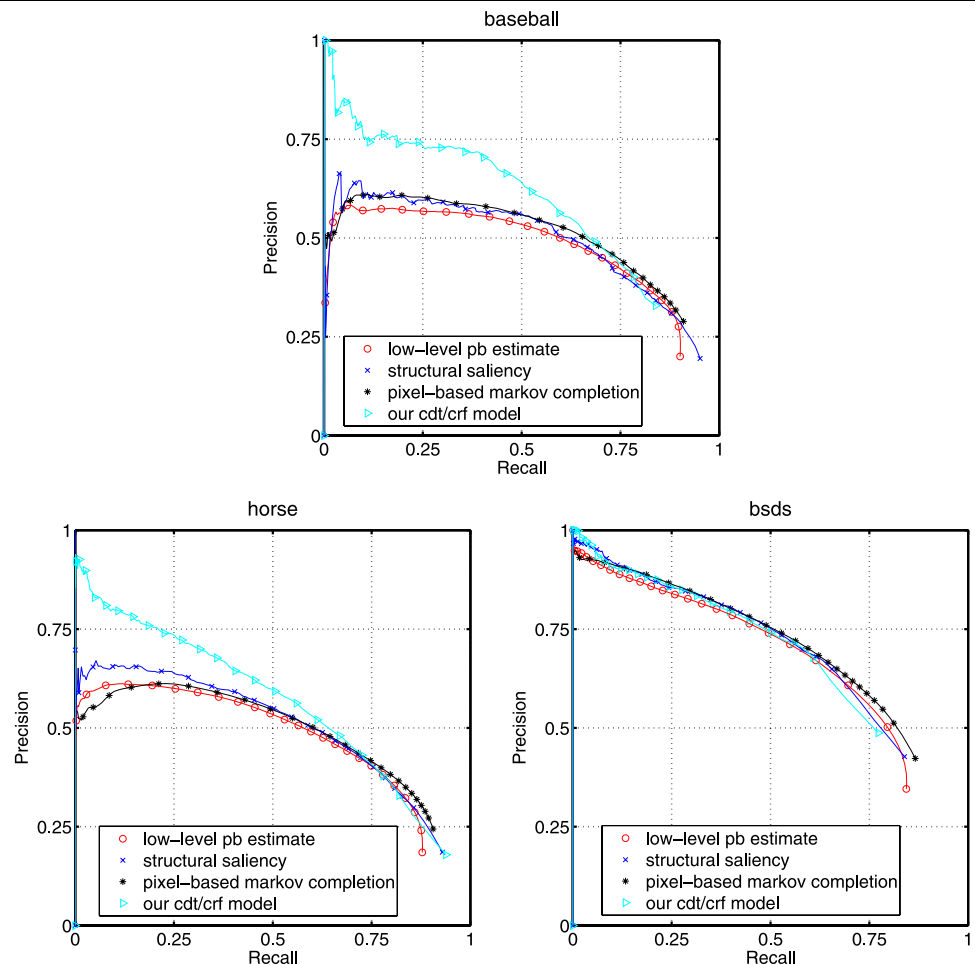 baseball
1
0.75
0.5
0.25
0
Precision
low-level pb estimate
structural saliency
pixel-based markov completion
our cdt/crf model
0 0.25 0.5 0.75 1
Recall
horse
1
0.75
0.5
0.25
0
Precision
low-level pb estimate
structural saliency
pixel-based markov completion
our cdt/crf model
0 0.25 0.5 0.75 1
Recall
bsds
1
0.75
0.5
0.25
0
Precision
low-level pb estimate
structural saliency
pixel-based markov completion
our cdt/crf model
0 0.25 0.5 0.75 1
Recall